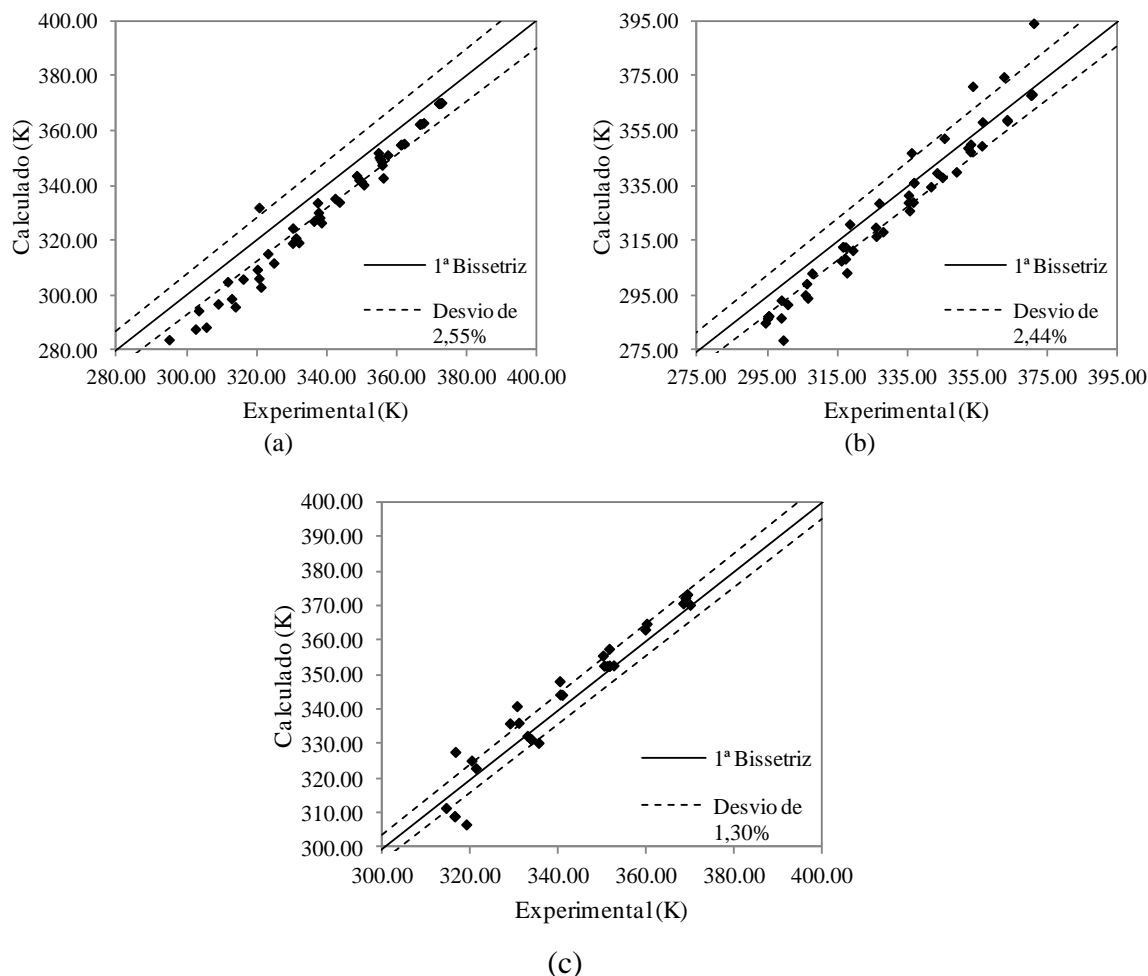 400.00
380.00
360.00
340.00
320.00
300.00
280.00
Calculado (K)
1ª Bissetriz
Desvio de
2,55%
280.00 300.00 320.00 340.00 360.00 380.00 400.00
Experimental (K)
(a)
395.00
375.00
355.00
335.00
315.00
295.00
275.00
Calculado (K)
1ª Bissetriz
Desvio de
2,44%
275.00 295.00 315.00 335.00 355.00 375.00 395.00
Experimental (K)
(b)
400.00
390.00
380.00
370.00
360.00
350.00
340.00
330.00
320.00
310.00
300.00
Calculado (K)
1ª Bissetriz
Desvio de
1,30%
300.00 320.00 340.00 360.00 380.00 400.00
Experimental (K)
(c)